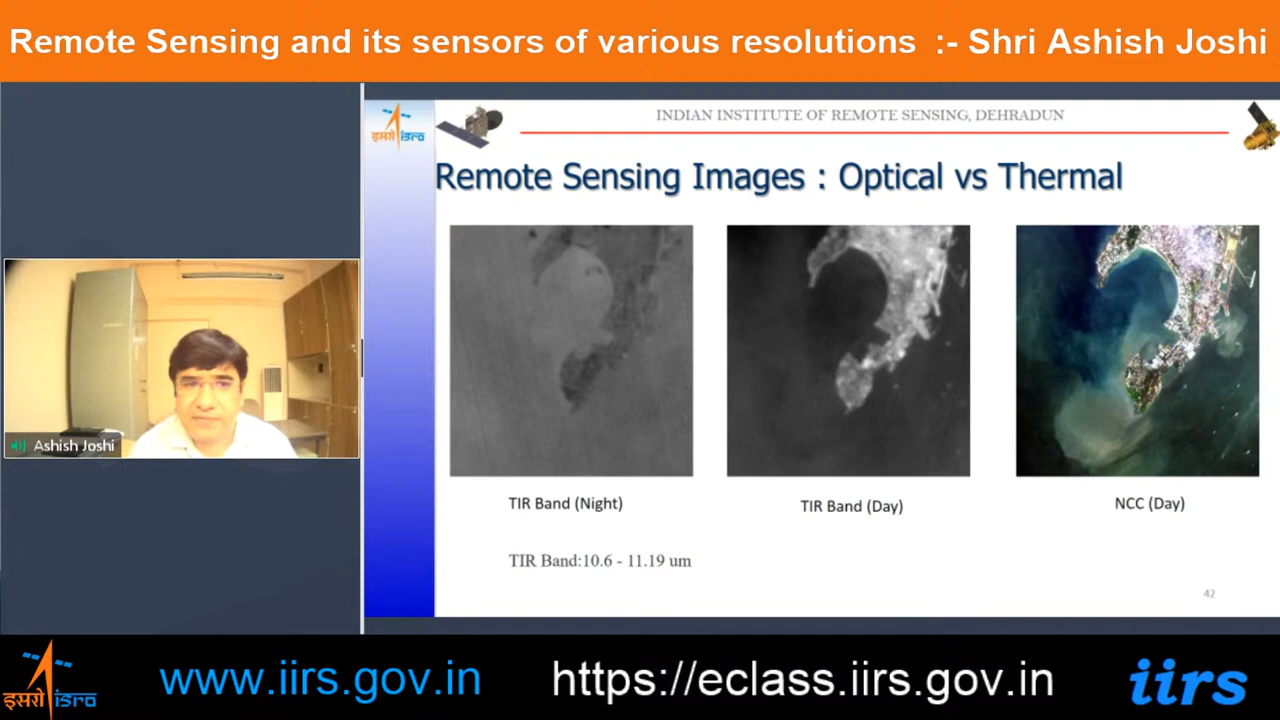 Remote Sensing and its sensors of various resolutions :- Shri Ashish Joshi
इसरो isro
INDIAN INSTITUTE OF REMOTE SENSING, DEHRADUN
Remote Sensing Images : Optical vs Thermal
Ashish Joshi
TIR Band (Night)
TIR Band (Day)
NCC (Day)
TIR Band:10.6 - 11.19 um
42
इसरो isro
www.iirs.gov.in
https://eclass.iirs.gov.in
iirs